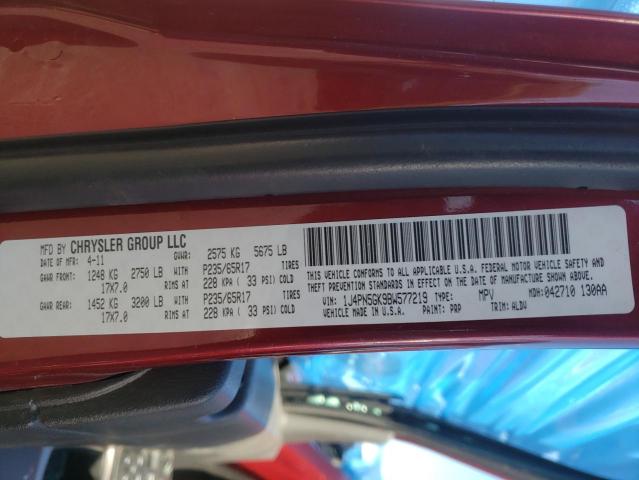 MFD BY CHRYSLER GROUP LLC
DATE OF MFR: 4-11 GVWR: 2575 KG 5675 LB
GAWR FRONT: 1248 KG 2750 LB WITH P235/65R17 TIRES
17X7.0 RIMS AT 228 KPA ( 33 PSI) COLD
GAWR REAR: 1452 KG 3200 LB WITH P235/65R17 TIRES
17X7.0 RIMS AT 228 KPA ( 33 PSI) COLD
THIS VEHICLE CONFORMS TO ALL APPLICABLE U.S.A. FEDERAL MOTOR VEHICLE SAFETY AND
THEFT PREVENTION STANDARDS IN EFFECT ON THE DATE OF MANUFACTURE SHOWN ABOVE.
VIN: 1J4PN5GK9BW577219 TYPE: MPV MDH: 042710 130AA
VEHICLE MADE IN U.S.A. PAINT: PRP TRIM: ALDV